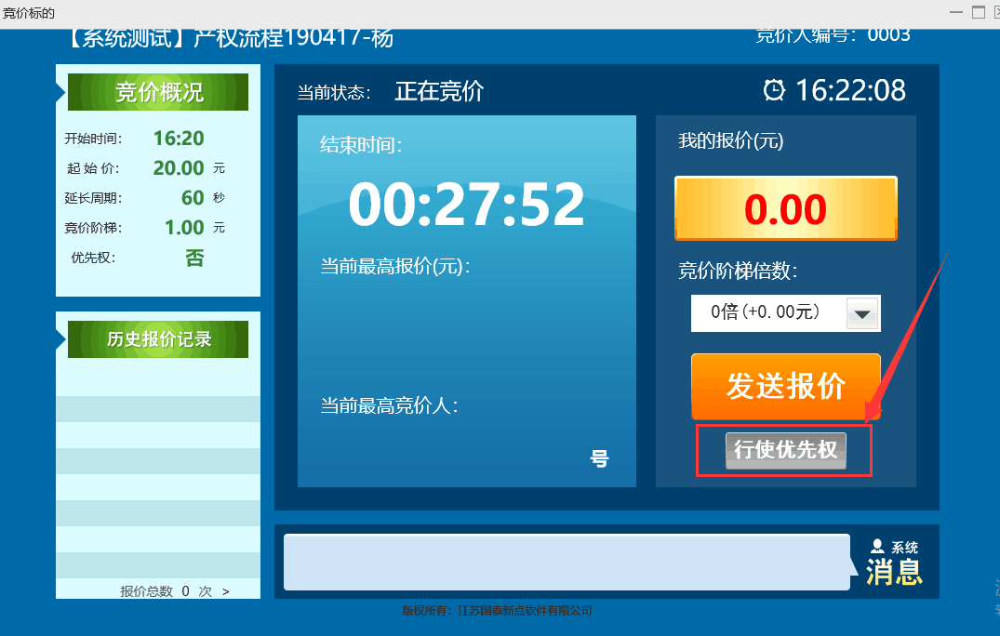 竞价标的
【系统测试】产权流程190417-杨
竞价人编号：0003
竞价概况
开始时间： 16:20
起 始 价： 20.00 元
延长周期： 60 秒
竞价阶梯： 1.00 元
优先权： 否
历史报价记录
报价总数 0 次 >
当前状态： 正在竞价
16:22:08
结束时间：
00:27:52
当前最高报价(元)：
当前最高竞价人：
号
我的报价(元)
0.00
竞价阶梯倍数：
0倍(+0.00元)
发送报价
行使优先权
系统
消息
版权所有：江苏国泰新点软件有限公司